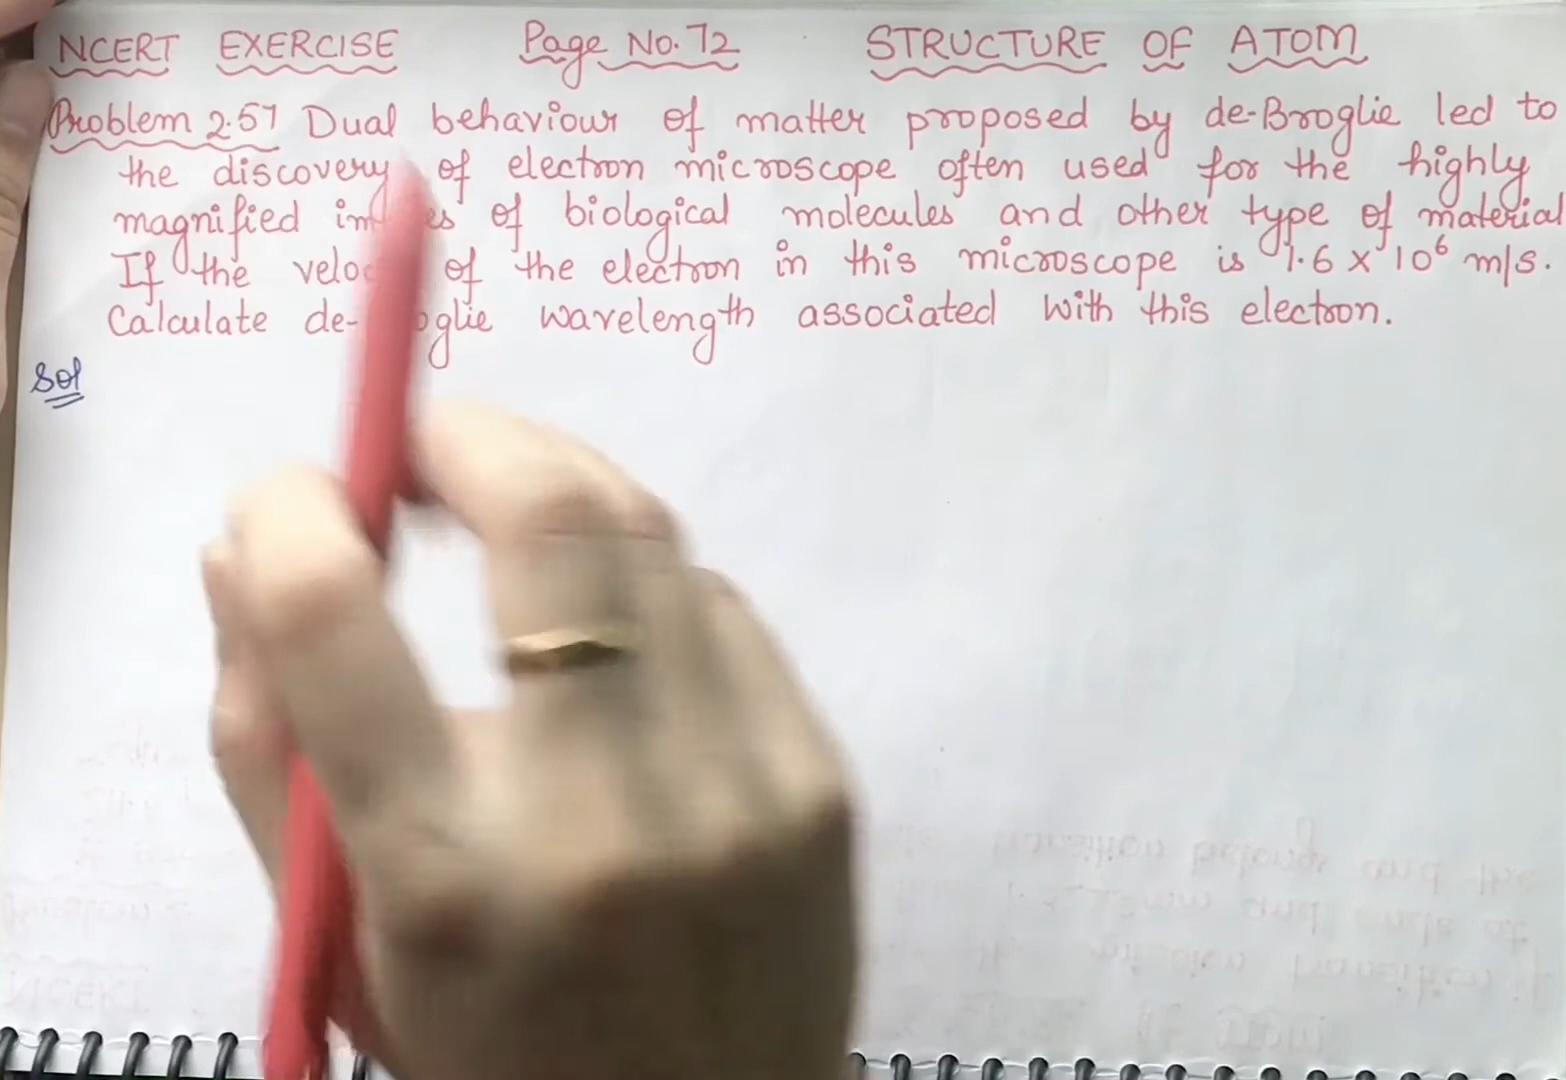 NCERT EXERCISE Page No. 72 STRUCTURE OF ATOM
Problem 2.57 Dual behaviour of matter proposed by de-Broglie led to
the discovery of electron microscope often used for the highly
magnified of biological molecules and other type of material
If the of the electron in this microscope is 1.6 x 10⁶ m/s.
Calculate de- wavelength associated with this electron.
Sol